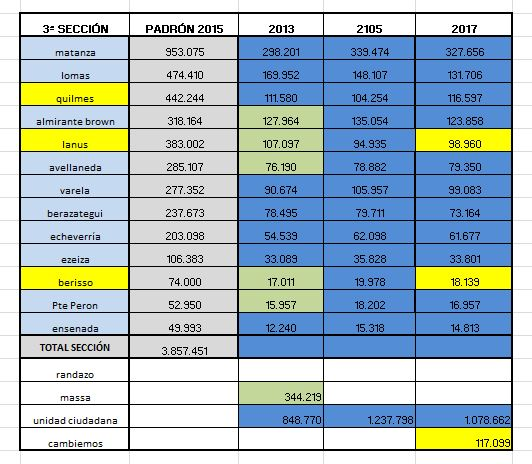 3ª SECCIÓN PADRÓN 2015 2013 2105 2017
matanza 953.075 298.201 339.474 327.656
lomas 474.410 169.952 148.107 131.706
quilmes 442.244 111.580 104.254 116.597
almirante brown 318.164 127.964 135.054 123.858
lanus 383.002 107.097 94.935 98.960
avellaneda 285.107 76.190 78.882 79.350
varela 277.352 90.674 105.957 99.083
berazategui 237.673 78.495 79.711 73.164
echeverría 203.098 54.539 62.098 61.677
ezeiza 106.383 33.089 35.828 33.801
berisso 74.000 17.011 19.978 18.139
Pte Peron 52.950 15.957 18.202 16.957
ensenada 49.993 12.240 15.318 14.813
TOTAL SECCIÓN 3.857.451
randazo
massa 344.219
unidad ciudadana 848.770 1.237.798 1.078.662
cambiemos 117.099